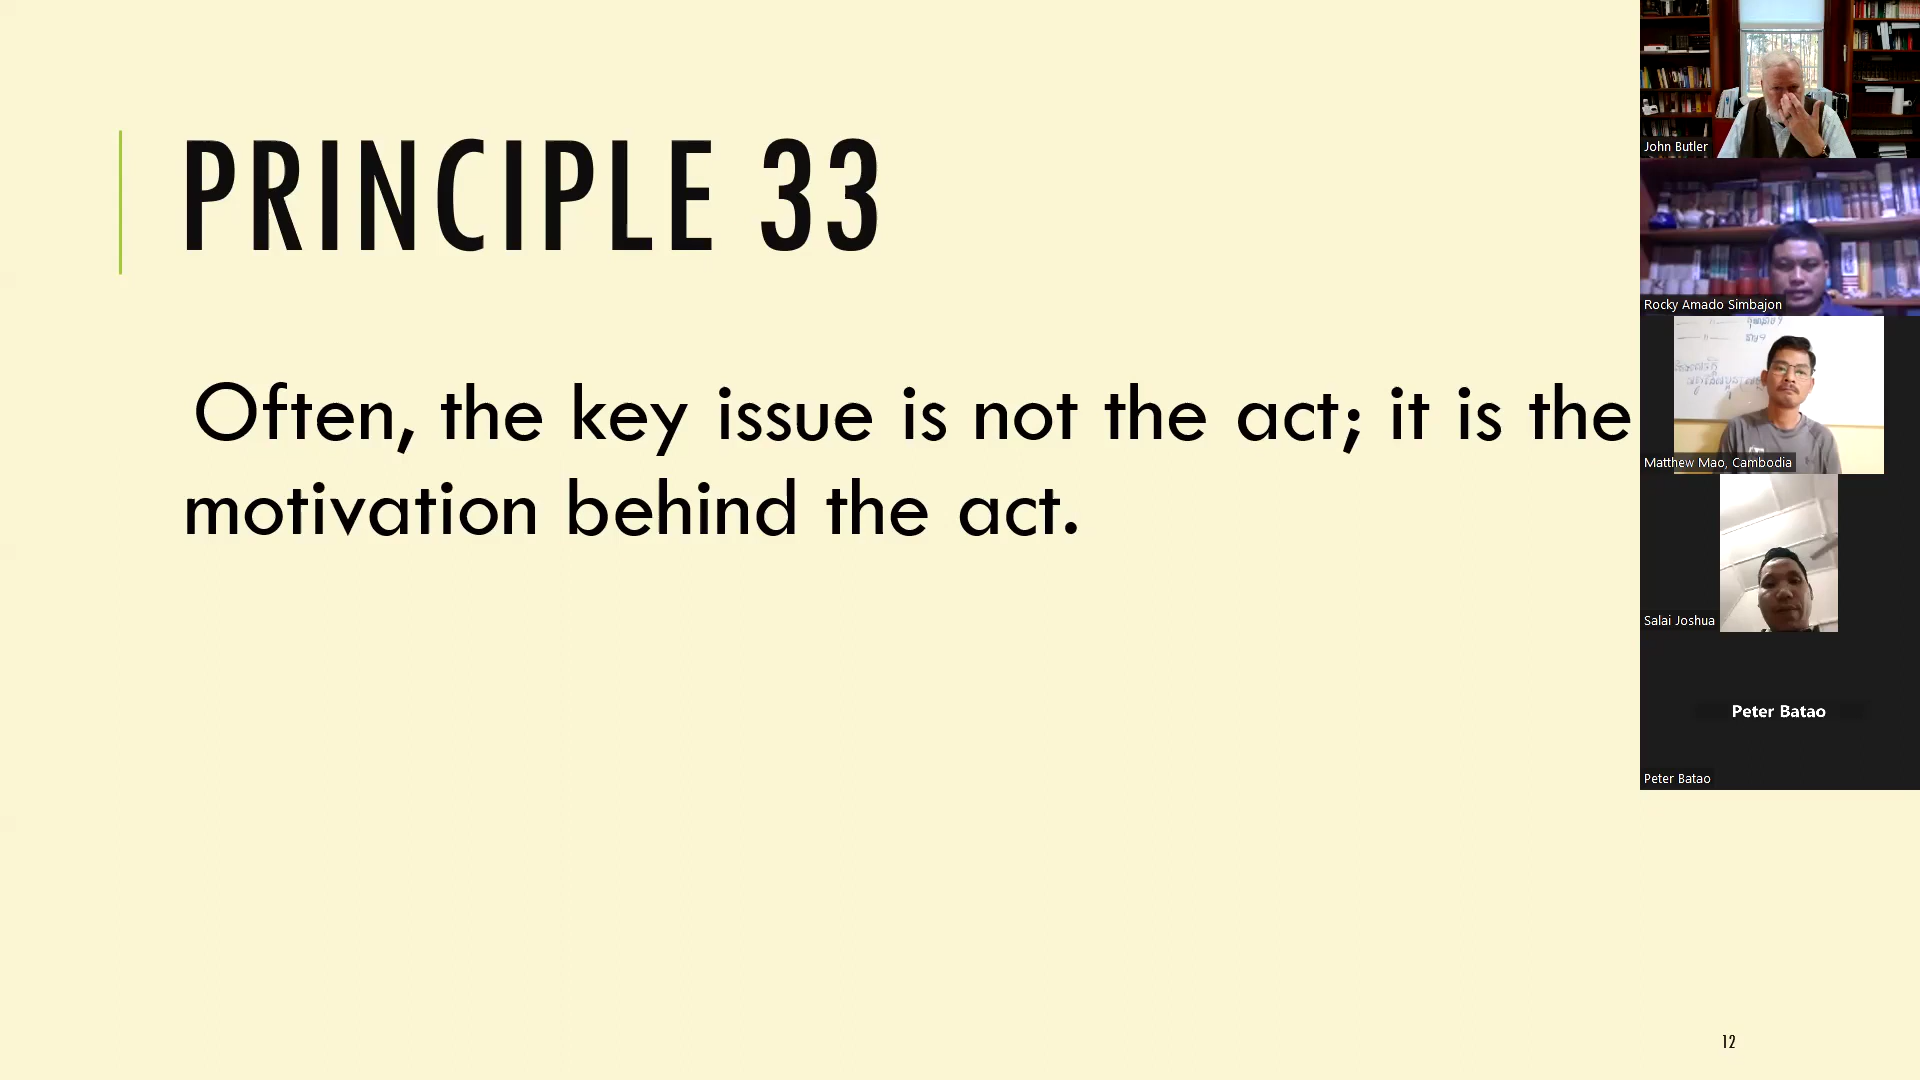 PRINCIPLE 33
Often, the key issue is not the act; it is the
motivation behind the act.
12
John Butler
Rocky Amado Simbajon
Matthew Mao, Cambodia
Salai Joshua
Peter Batao
Peter Batao